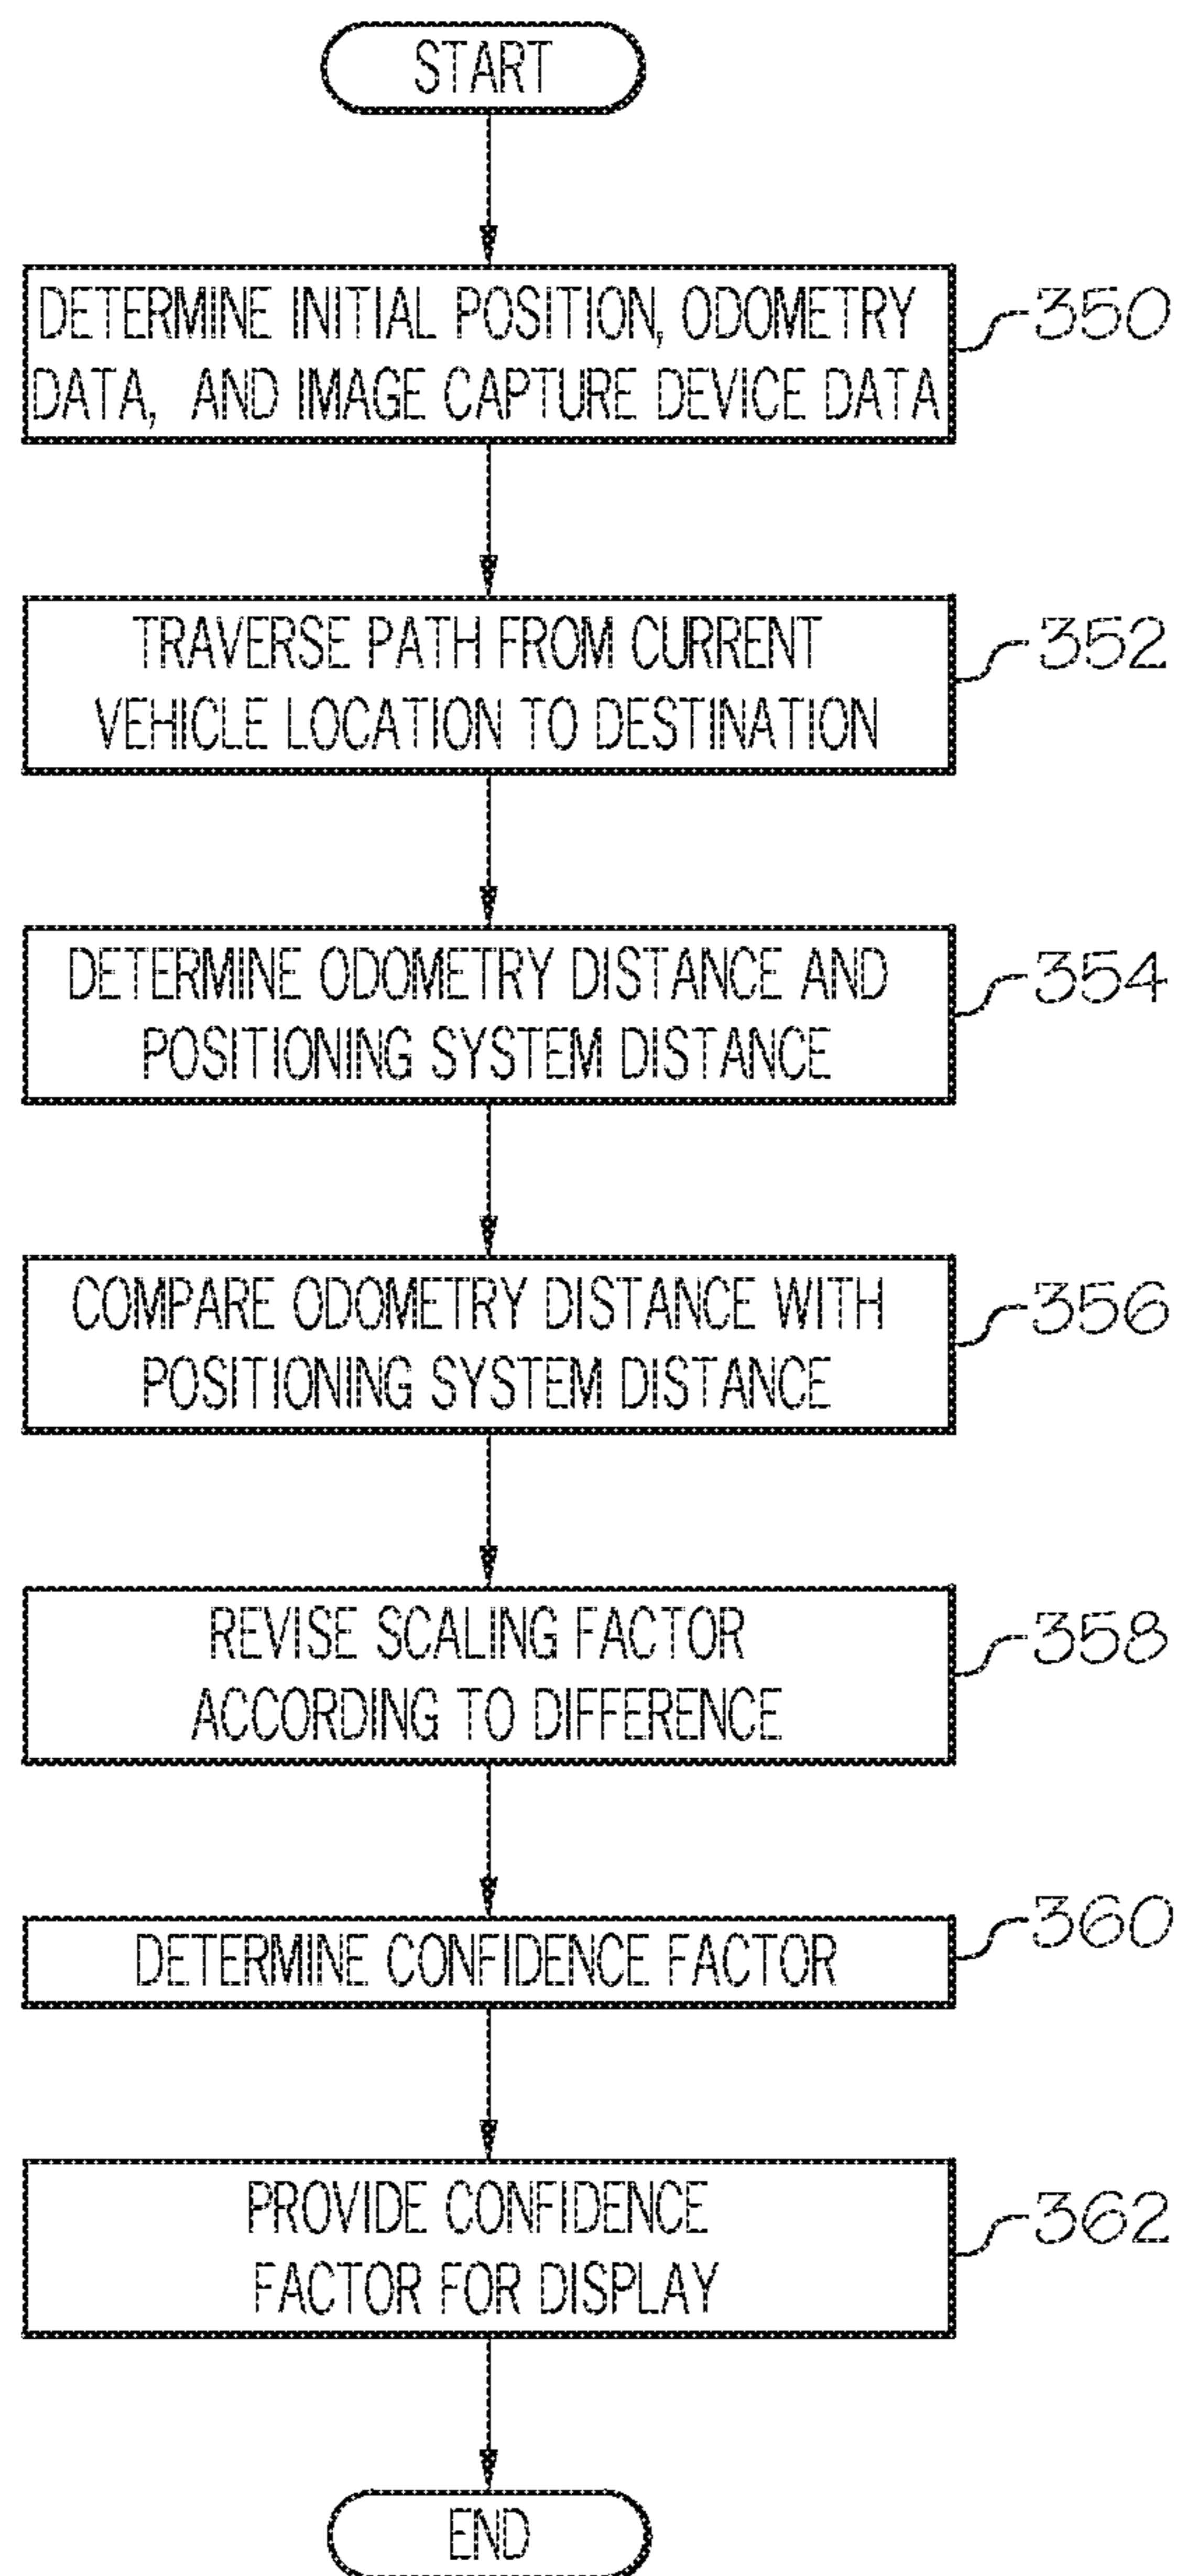 START
DETERMINE INITIAL POSITION, ODOMETRY
DATA, AND IMAGE CAPTURE DEVICE DATA
350
TRAVERSE PATH FROM CURRENT
VEHICLE LOCATION TO DESTINATION
352
DETERMINE ODOMETRY DISTANCE AND
POSITIONING SYSTEM DISTANCE
354
COMPARE ODOMETRY DISTANCE WITH
POSITIONING SYSTEM DISTANCE
356
REVISE SCALING FACTOR
ACCORDING TO DIFFERENCE
358
DETERMINE CONFIDENCE FACTOR
360
PROVIDE CONFIDENCE
FACTOR FOR DISPLAY
362
END